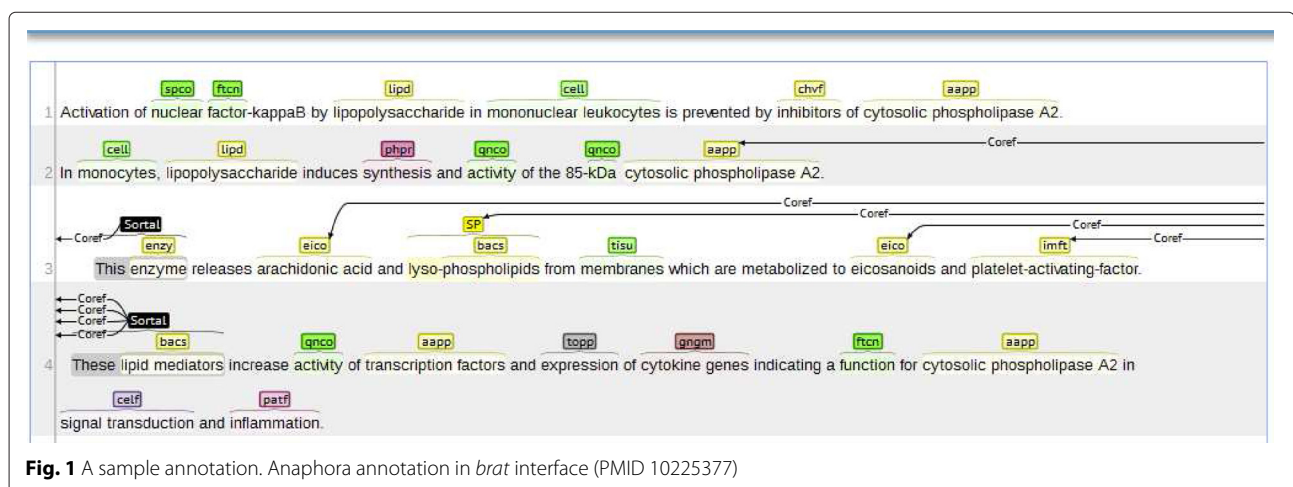 spco ftcn lipd cell chvf aapp
1 Activation of nuclear factor-kappaB by lipopolysaccharide in mononuclear leukocytes is prevented by inhibitors of cytosolic phospholipase A2.
cell lipd phpr qnco qnco aapp Coref
2 In monocytes, lipopolysaccharide induces synthesis and activity of the 85-kDa cytosolic phospholipase A2.
Coref
Sortal SP Coref
Coref
Coref enzy eico bacs tisu eico imft Coref
3 This enzyme releases arachidonic acid and lyso-phospholipids from membranes which are metabolized to eicosanoids and platelet-activating-factor.
Coref
Coref
Coref Sortal
Coref
bacs qnco aapp topp gngm ftcn aapp
4 These lipid mediators increase activity of transcription factors and expression of cytokine genes indicating a function for cytosolic phospholipase A2 in
celf patf
signal transduction and inflammation.
Fig. 1 A sample annotation. Anaphora annotation in brat interface (PMID 10225377)